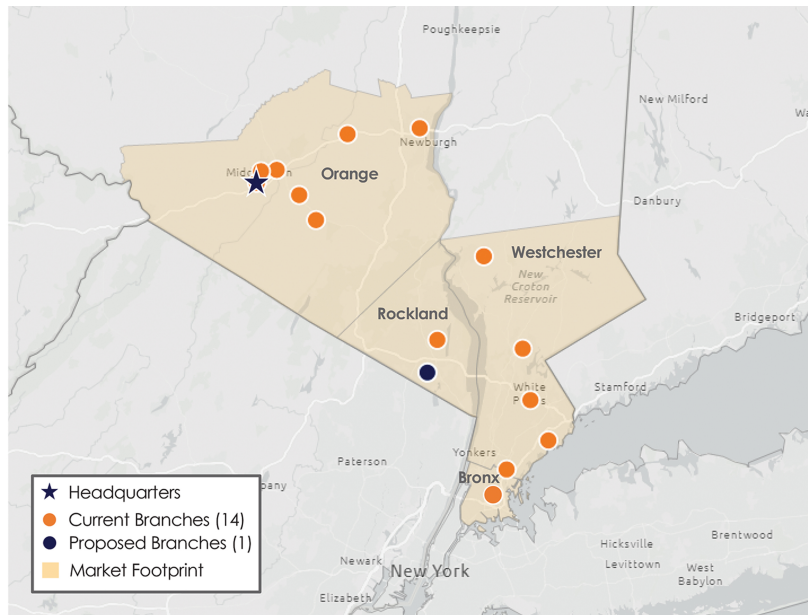 Poughkeepsie
New Milford
Newburgh
Orange
Danbury
Westchester
New
Croton
Reservoir
Rockland
Bridgeport
White
Stamford
Yonkers
Paterson
Bronx
Headquarters
Current Branches (14)
Proposed Branches (1)
Market Footprint
Brentwood
Hicksville
Levittown
West
Babylon
Newark
New York
Elizabeth